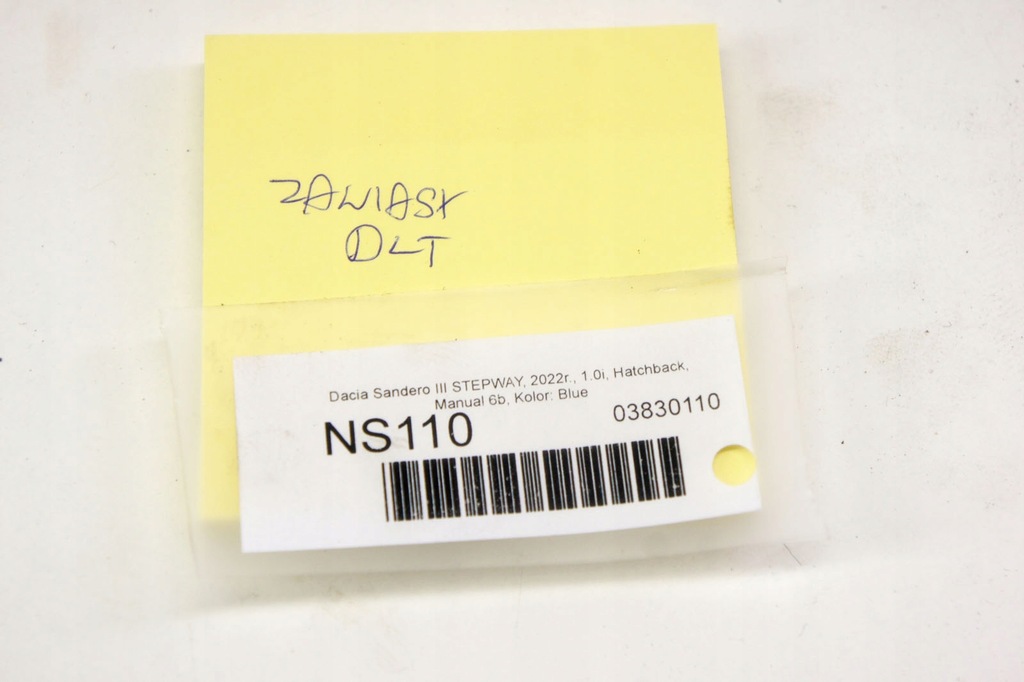 ZAWIASY
DLT
Dacia Sandero III STEPWAY, 2022r., 1.0i, Hatchback,
Manual 6b, Kolor: Blue
NS110
03830110